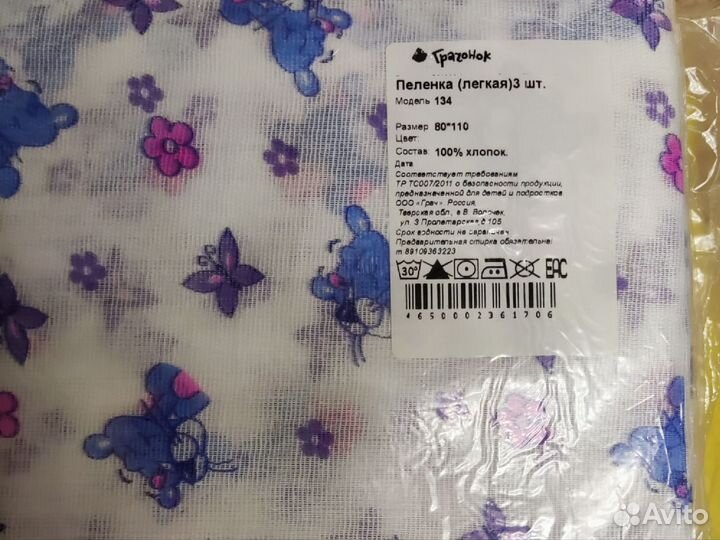 Грачонок
Пеленка (легкая)3 шт.
Модель 134
Размер 80*110
Цвет:
Состав: 100% хлопок.
Дата
Соответствует требованиям
ТР ТС007/2011 о безопасности продукции,
предназначенной для детей и подростков
ООО «Грач», Россия,
Тверская обл., г.В. Волочек,
ул. 3 Пролетарская д.105
Срок годности не ограничен
Предварительная стирка обязательна!
т 89109363223
30° EAC
4650002361706
Avito